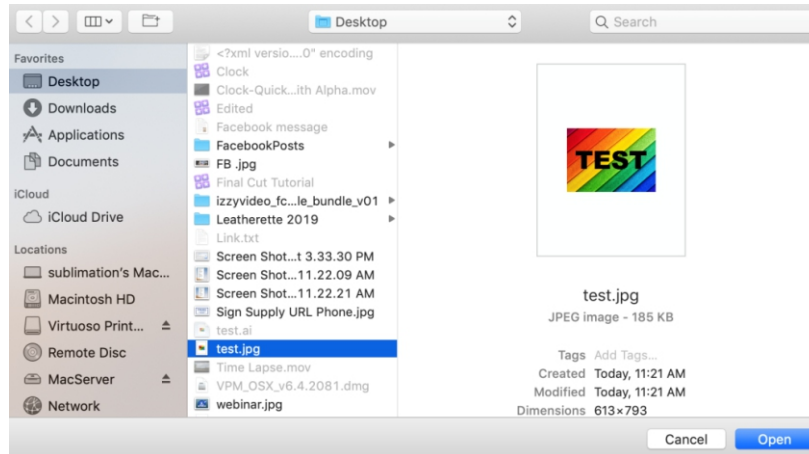 Desktop
Search
Favorites
Desktop
Downloads
Applications
Documents
iCloud
iCloud Drive
Locations
sublimation's Mac...
Macintosh HD
Virtuoso Print...
Remote Disc
MacServer
Network
<?xml versio....0" encoding
Clock
Clock-Quick...ith Alpha.mov
Edited
Facebook message
FacebookPosts
FB .jpg
Final Cut Tutorial
izzyvideo_fc...le_bundle_v01
Leatherette 2019
Link.txt
Screen Shot...t 3.33.30 PM
Screen Shot...11.22.09 AM
Screen Shot...11.22.21 AM
Sign Supply URL Phone.jpg
test.ai
test.jpg
Time Lapse.mov
VPM_OSX_v6.4.2081.dmg
webinar.jpg
TEST
test.jpg
JPEG image - 185 KB
Tags Add Tags...
Created Today, 11:21 AM
Modified Today, 11:21 AM
Dimensions 613×793
Cancel
Open